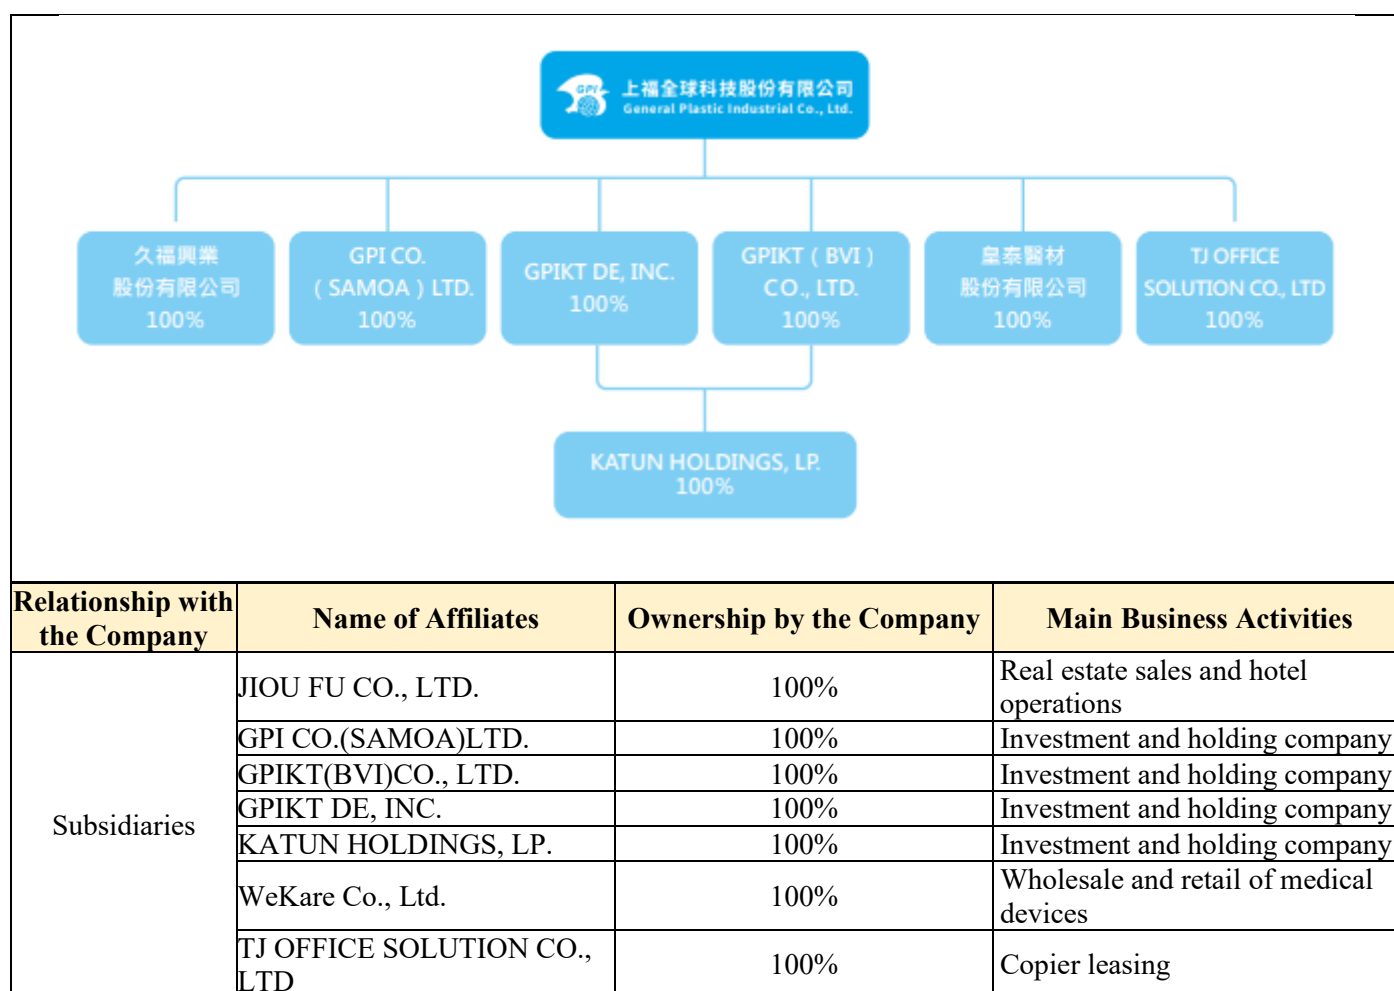 GPI
上福全球科技股份有限公司
General Plastic Industrial Co., Ltd.
久福興業
股份有限公司
100%
GPI CO.
( SAMOA ) LTD.
100%
GPIKT DE, INC.
100%
GPIKT ( BVI )
CO., LTD.
100%
皇泰醫材
股份有限公司
100%
TJ OFFICE
SOLUTION CO., LTD
100%
KATUN HOLDINGS, LP.
100%
Relationship with
the Company
Name of Affiliates
Ownership by the Company
Main Business Activities
Subsidiaries
JIOU FU CO., LTD.
100%
Real estate sales and hotel
operations
GPI CO.(SAMOA)LTD.
100%
Investment and holding company
GPIKT(BVI)CO., LTD.
100%
Investment and holding company
GPIKT DE, INC.
100%
Investment and holding company
KATUN HOLDINGS, LP.
100%
Investment and holding company
WeKare Co., Ltd.
100%
Wholesale and retail of medical
devices
TJ OFFICE SOLUTION CO.,
LTD
100%
Copier leasing